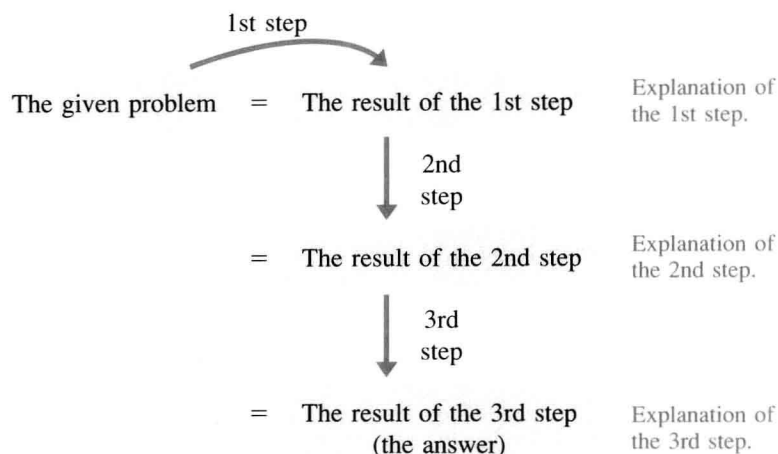 1st step
The given problem = The result of the 1st step
Explanation of
the 1st step.
2nd
step
= The result of the 2nd step
Explanation of
the 2nd step.
3rd
step
= The result of the 3rd step
(the answer)
Explanation of
the 3rd step.